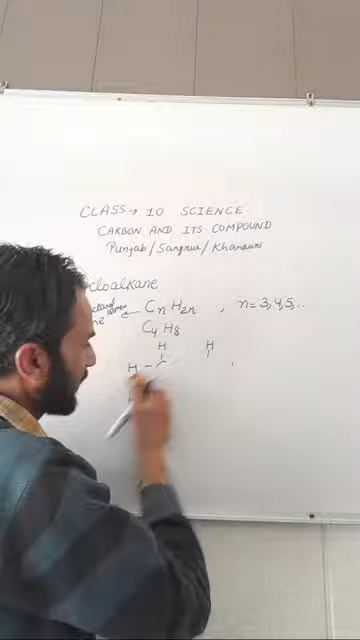 CLASS → 10 SCIENCE
CARBON AND ITS COMPOUND
Punjab/Sangrur/Khanauri
cloalkane
← CnH2n , n=3,4,5,..
C4H8
H H
H - C